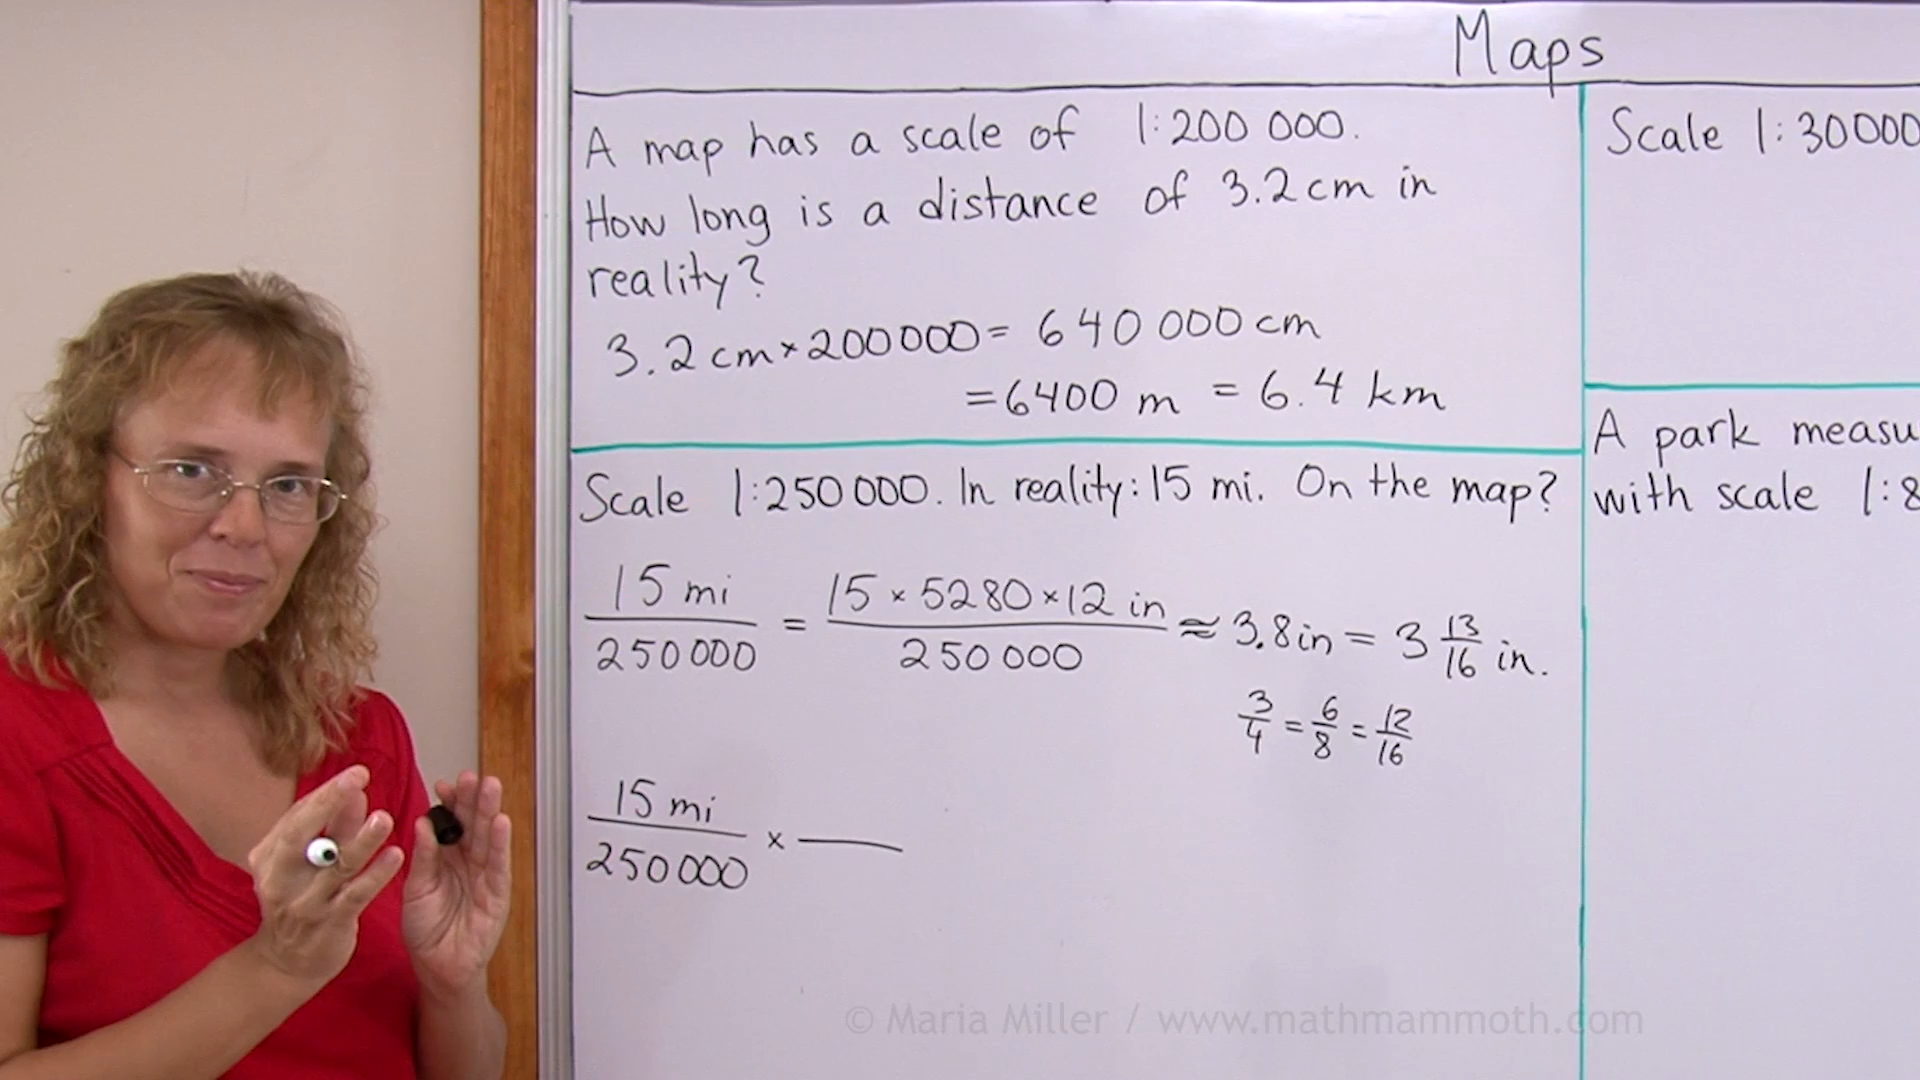 Maps
A map has a scale of 1:200 000.
How long is a distance of 3.2 cm in
reality?
3.2 cm × 200 000 = 640 000 cm
= 6400 m = 6.4 km
Scale 1:250 000. In reality: 15 mi. On the map?
15 mi / 250 000 = 15 × 5280 × 12 in / 250 000 ≈ 3.8 in = 3 13/16 in.
3/4 = 6/8 = 12/16
15 mi / 250 000 ×
Scale 1:30000
A park measu
with scale 1:8
© Maria Miller / www.mathmammoth.com